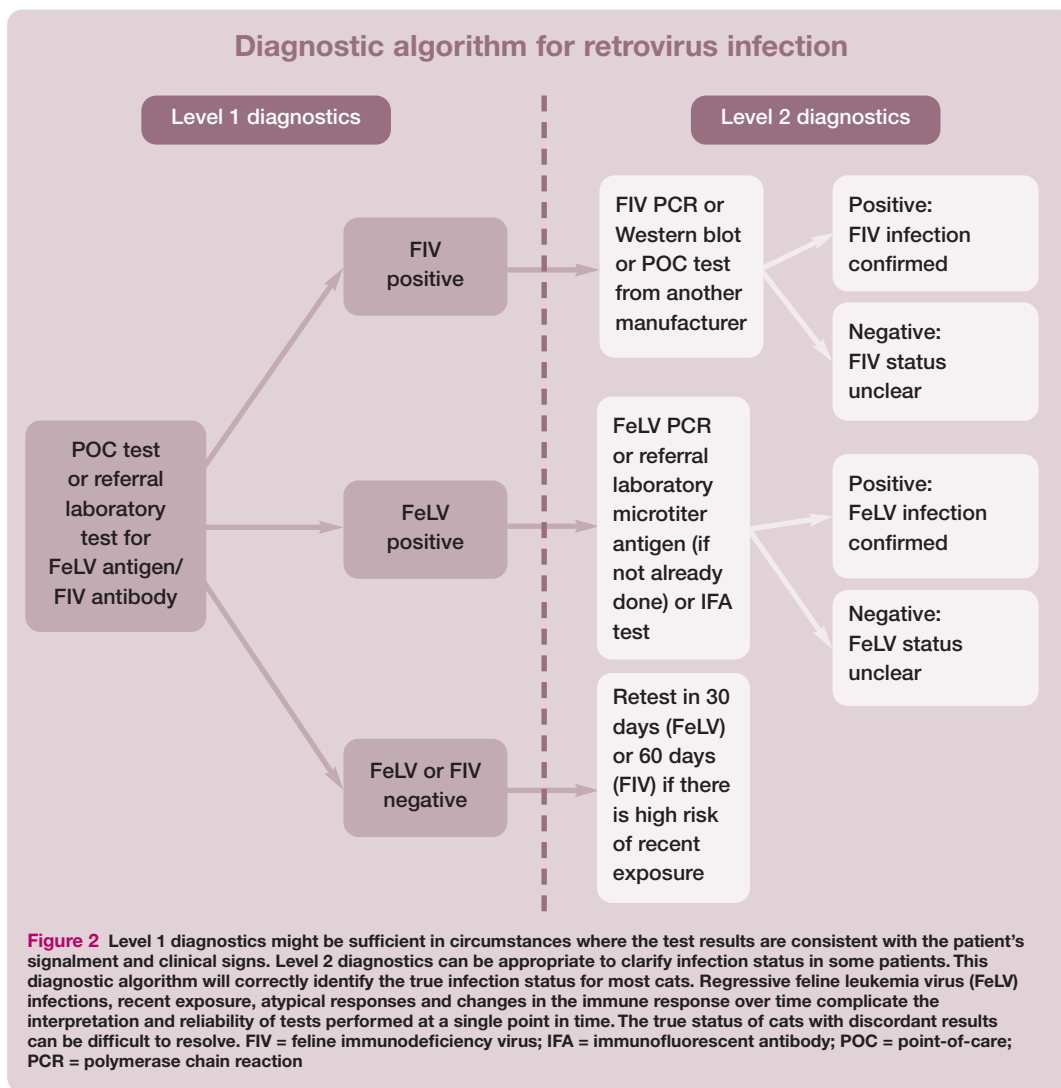 Diagnostic algorithm for retrovirus infection
Level 1 diagnostics
Level 2 diagnostics
POC test
or referral
laboratory
test for
FeLV antigen/
FIV antibody
FIV
positive
FIV PCR or
Western blot
or POC test
from another
manufacturer
Positive:
FIV infection
confirmed
Negative:
FIV status
unclear
FeLV
positive
FeLV PCR
or referral
laboratory
microtiter
antigen (if
not already
done) or IFA
test
Positive:
FeLV infection
confirmed
Negative:
FeLV status
unclear
FeLV or FIV
negative
Retest in 30
days (FeLV)
or 60 days
(FIV) if there
is high risk
of recent
exposure
Figure 2 Level 1 diagnostics might be sufficient in circumstances where the test results are consistent with the patient's
signalment and clinical signs. Level 2 diagnostics can be appropriate to clarify infection status in some patients. This
diagnostic algorithm will correctly identify the true infection status for most cats. Regressive feline leukemia virus (FeLV)
infections, recent exposure, atypical responses and changes in the immune response over time complicate the
interpretation and reliability of tests performed at a single point in time. The true status of cats with discordant results
can be difficult to resolve. FIV = feline immunodeficiency virus; IFA = immunofluorescent antibody; POC = point-of-care;
PCR = polymerase chain reaction